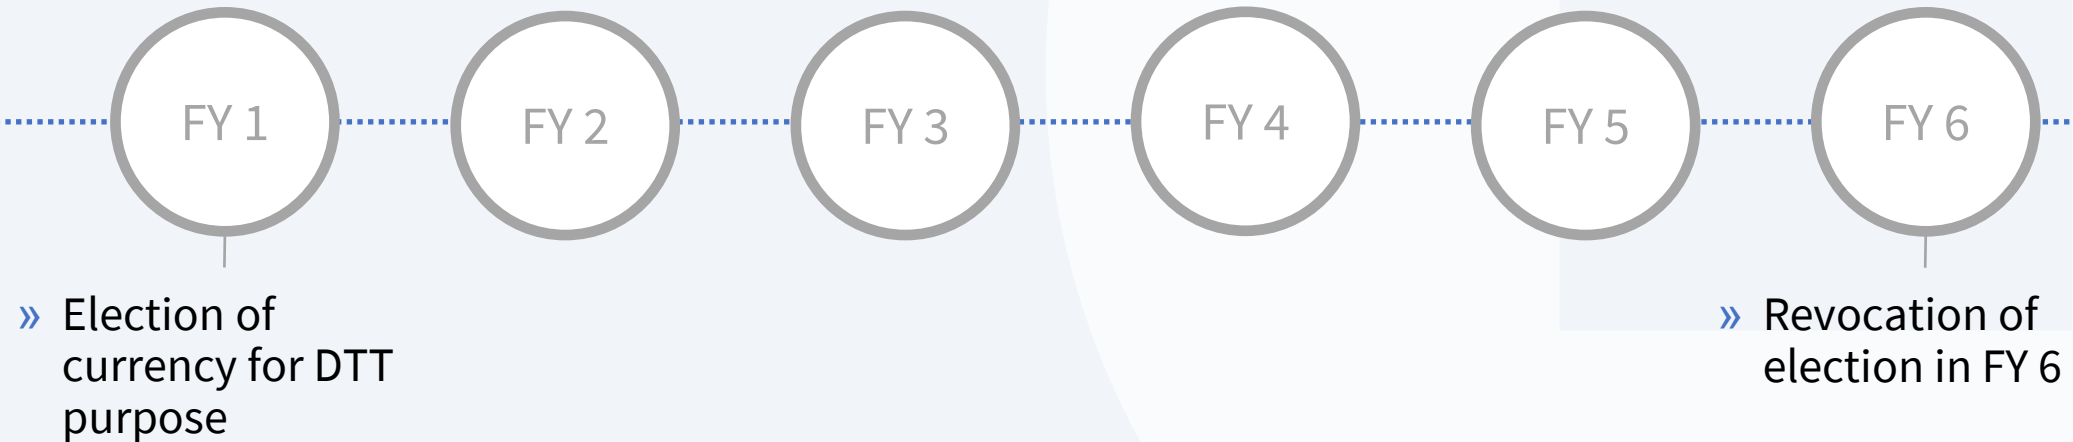 FY 1
FY 2
FY 3
FY 4
FY 5
FY 6
» Election of
currency for DTT
purpose
» Revocation of
election in FY 6